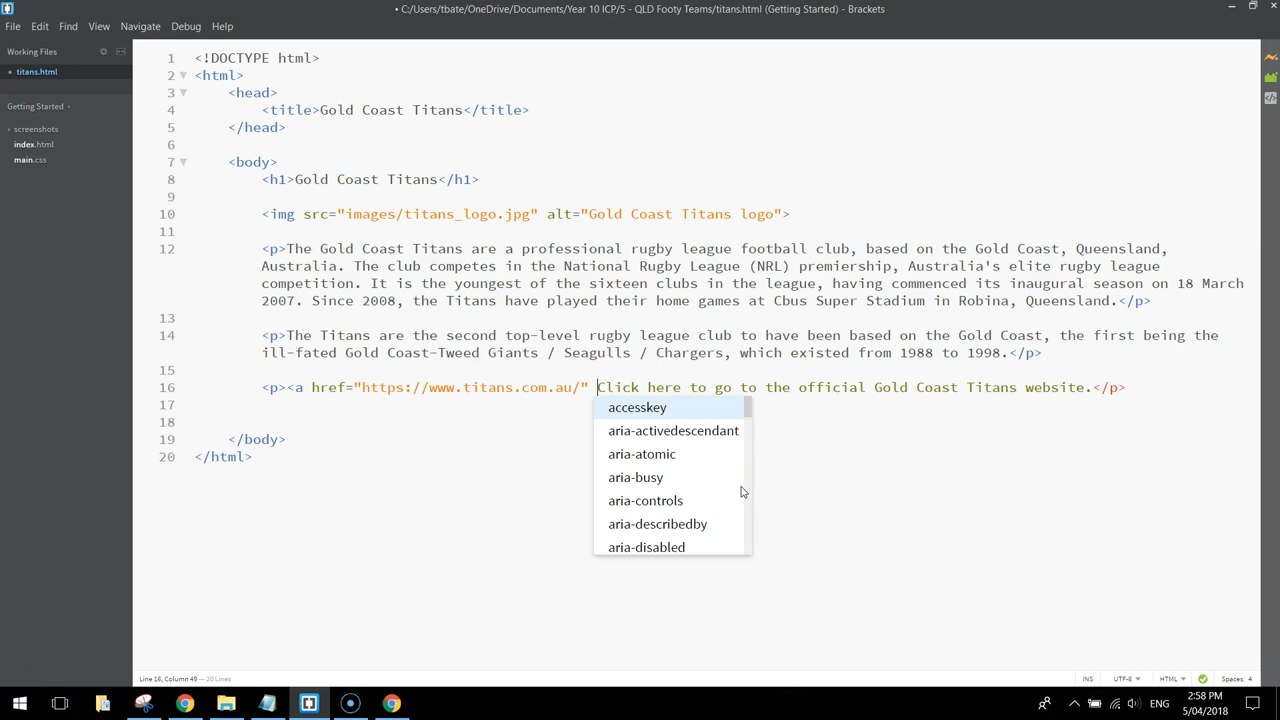 • C:/Users/tbate/OneDrive/Documents/Year 10 ICP/5 - QLD Footy Teams/titans.html (Getting Started) - Brackets
File Edit Find View Navigate Debug Help
Working Files
• titans.html
Getting Started
screenshots
index.html
main.css
1 <!DOCTYPE html>
2 <html>
3 <head>
4 <title>Gold Coast Titans</title>
5 </head>
6
7 <body>
8 <h1>Gold Coast Titans</h1>
9
10 <img src="images/titans_logo.jpg" alt="Gold Coast Titans logo">
11
12 <p>The Gold Coast Titans are a professional rugby league football club, based on the Gold Coast, Queensland,
Australia. The club competes in the National Rugby League (NRL) premiership, Australia's elite rugby league
competition. It is the youngest of the sixteen clubs in the league, having commenced its inaugural season on 18 March
2007. Since 2008, the Titans have played their home games at Cbus Super Stadium in Robina, Queensland.</p>
13
14 <p>The Titans are the second top-level rugby league club to have been based on the Gold Coast, the first being the
ill-fated Gold Coast-Tweed Giants / Seagulls / Chargers, which existed from 1988 to 1998.</p>
15
16 <p><a href="https://www.titans.com.au/" Click here to go to the official Gold Coast Titans website.</p>
17
18
19 </body>
20 </html>
accesskey
aria-activedescendant
aria-atomic
aria-busy
aria-controls
aria-describedby
aria-disabled
Line 16, Column 49 — 20 Lines
INS UTF-8 HTML Spaces: 4
ENG
2:58 PM
5/04/2018